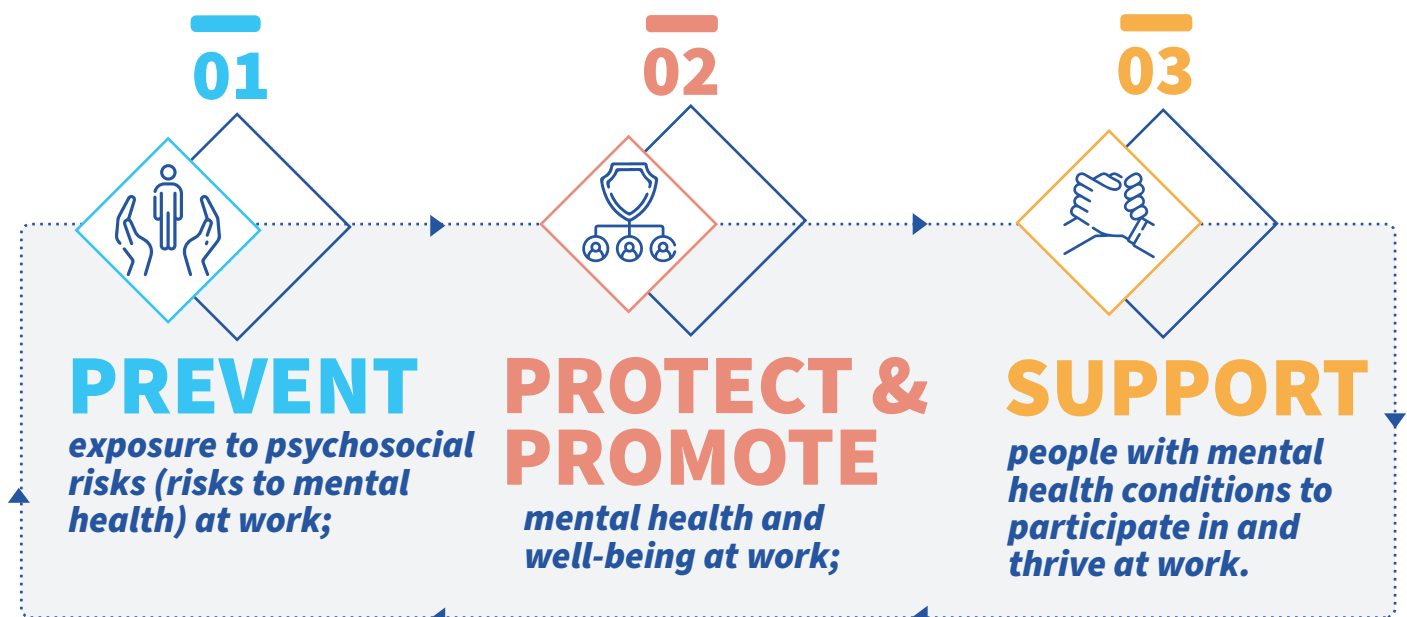 01
PREVENT
exposure to psychosocial
risks (risks to mental
health) at work;
02
PROTECT &
PROMOTE
mental health and
well-being at work;
03
SUPPORT
people with mental
health conditions to
participate in and
thrive at work.